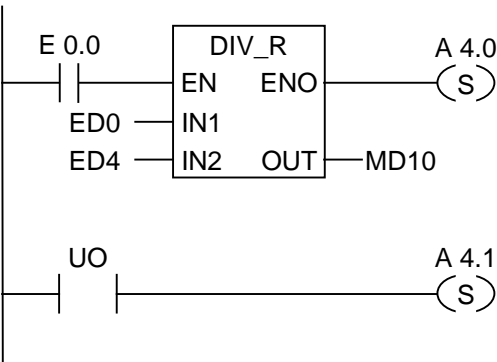 E 0.0 DIV_R A 4.0
EN ENO S
ED0 IN1
ED4 IN2 OUT MD10
UO A 4.1
S